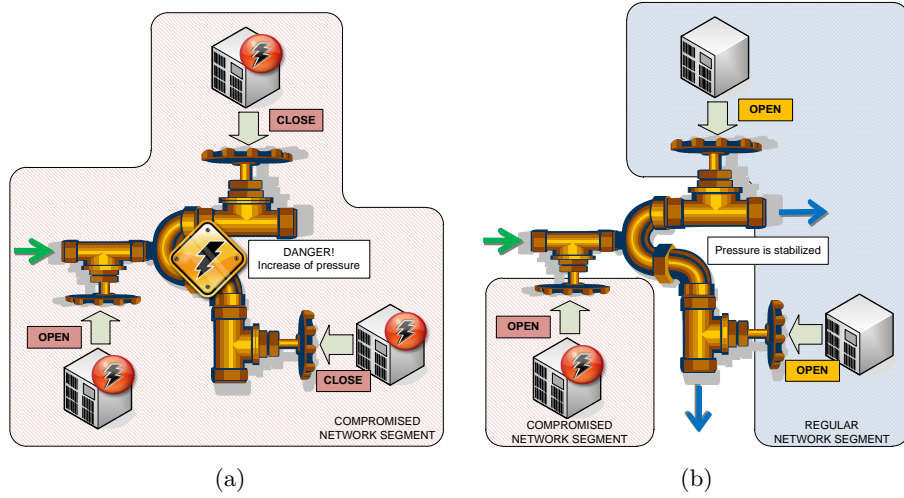 CLOSE
DANGER!
Increase of pressure
OPEN
CLOSE
COMPROMISED
NETWORK SEGMENT
(a)
OPEN
Pressure is stabilized
OPEN
OPEN
COMPROMISED
NETWORK SEGMENT
REGULAR
NETWORK SEGMENT
(b)